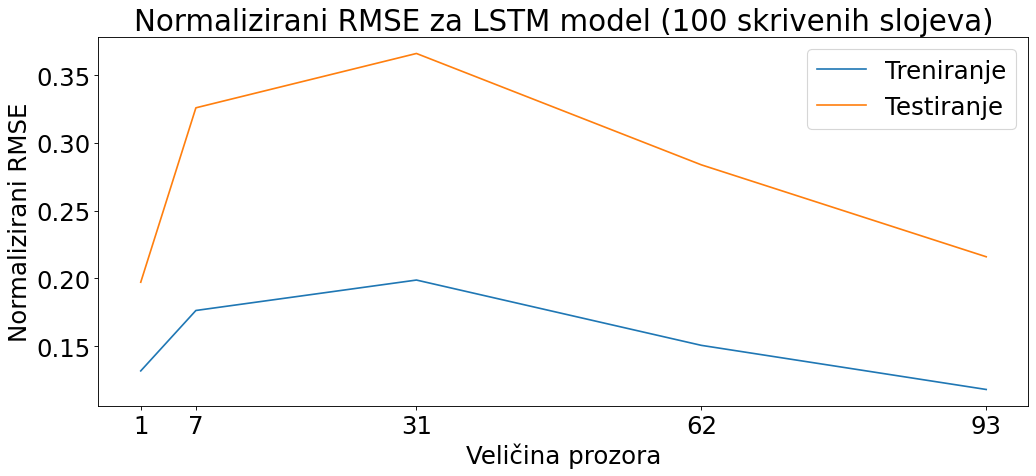 Normalizirani RMSE za LSTM model (100 skrivenih slojeva)
Treniranje
Testiranje
Normalizirani RMSE
0.35
0.30
0.25
0.20
0.15
1 7 31 62 93
Veličina prozora